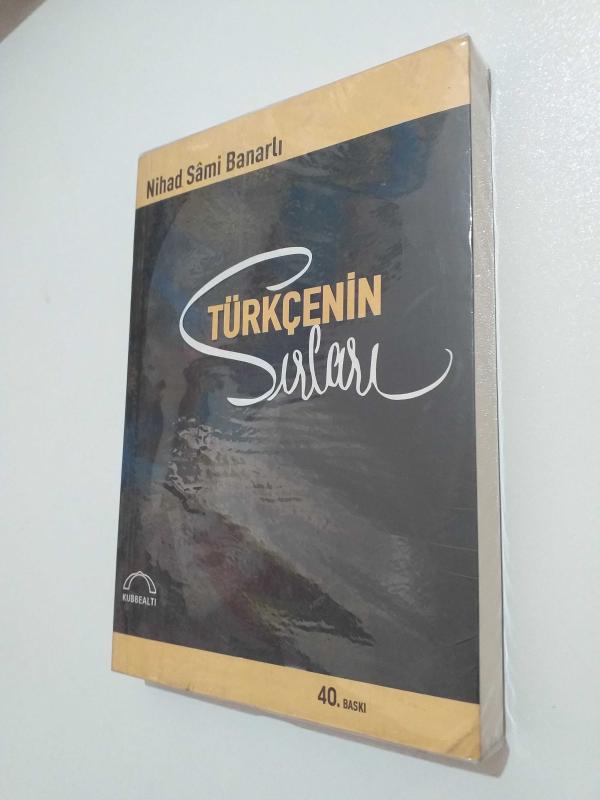 Nihad Sâmi Banarlı
TÜRKÇENİN
Sırları
KUBBEALTI
40. BASKI